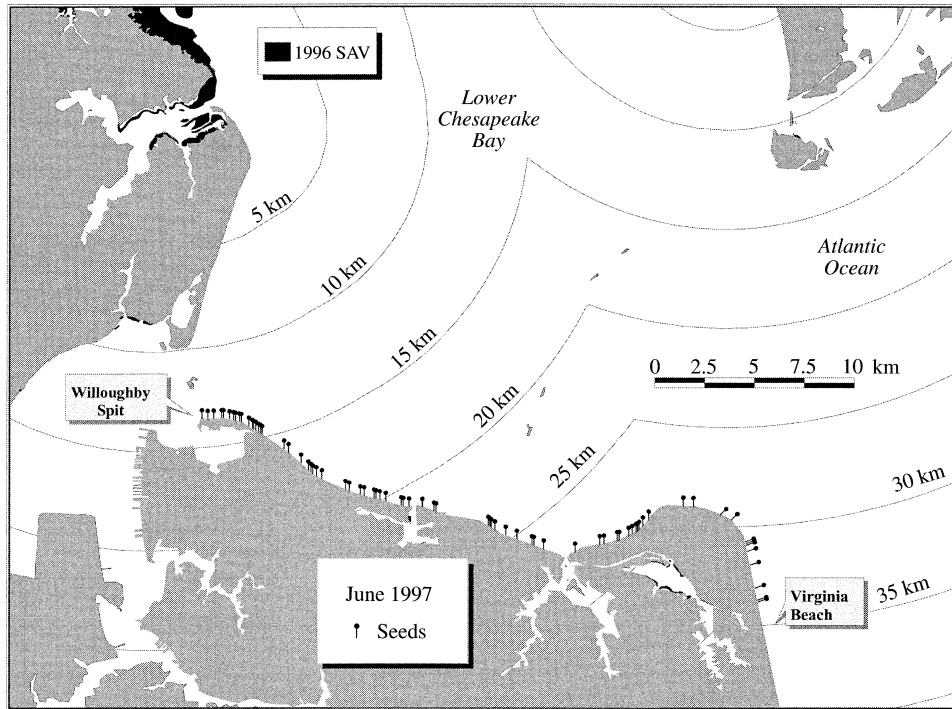 1996 SAV
Lower
Chesapeake
Bay
5 km
Atlantic
Ocean
10 km
15 km
0 2.5 5 7.5 10 km
Willoughby
Spit
20 km
25 km
30 km
June 1997
Seeds
35 km
Virginia
Beach